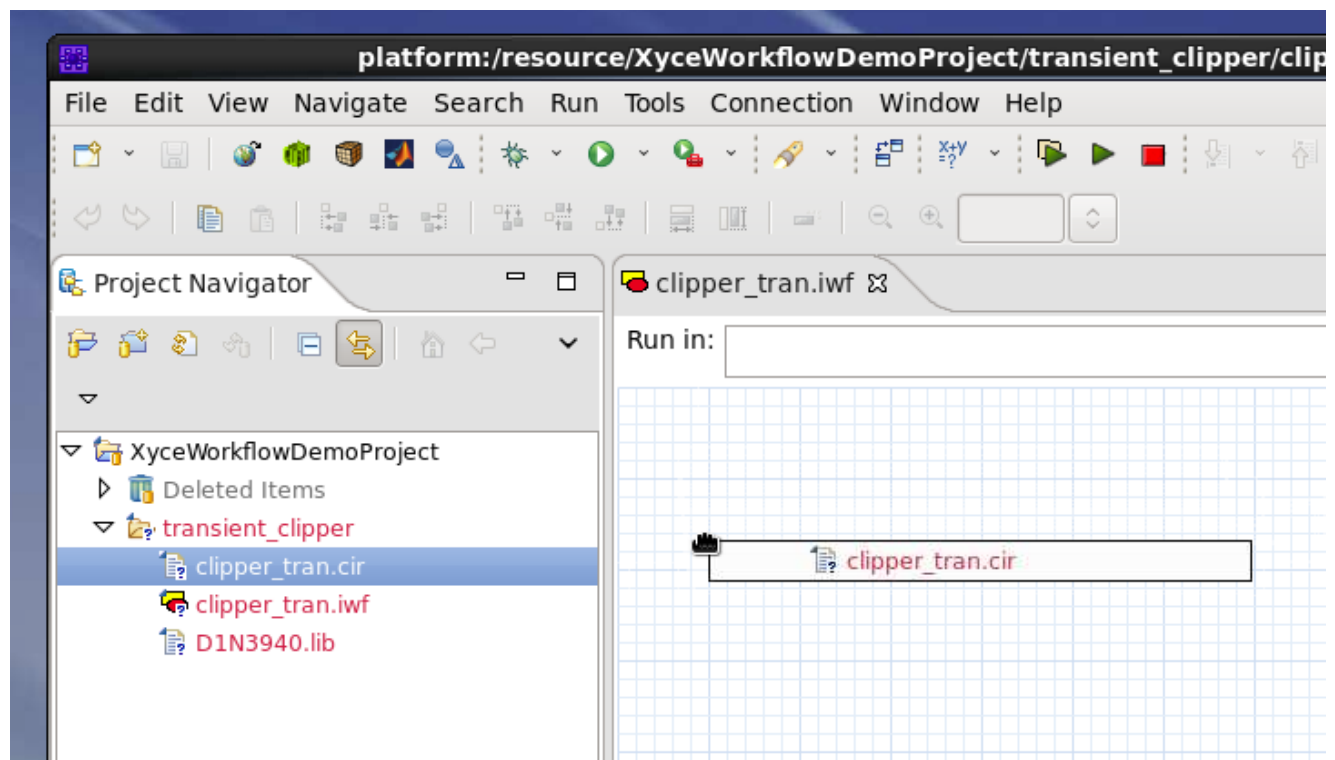 platform:/resource/XyceWorkflowDemoProject/transient_clipper/clip
File Edit View Navigate Search Run Tools Connection Window Help
X+Y
=?
Project Navigator
clipper_tran.iwf
Run in:
XyceWorkflowDemoProject
Deleted Items
transient_clipper
clipper_tran.cir
clipper_tran.iwf
D1N3940.lib
clipper_tran.cir